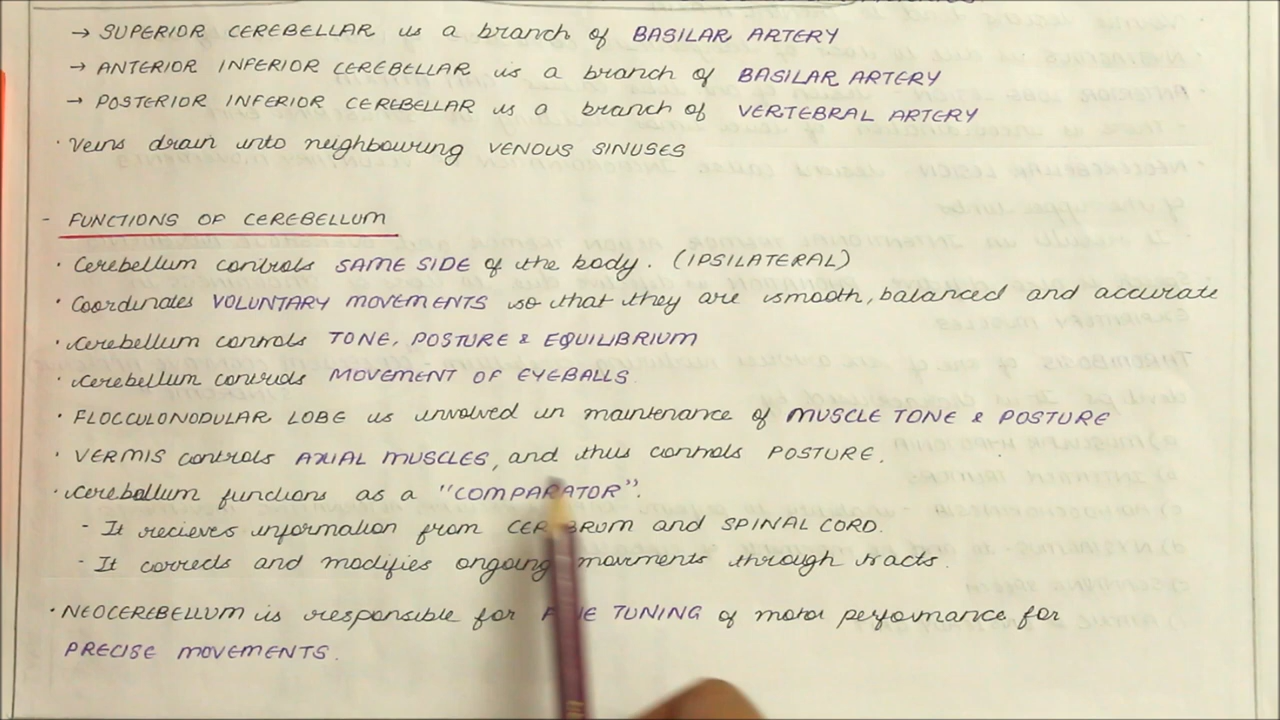 → SUPERIOR CEREBELLAR is a branch of BASILAR ARTERY
→ ANTERIOR INFERIOR CEREBELLAR is a branch of BASILAR ARTERY
→ POSTERIOR INFERIOR CEREBELLAR is a branch of VERTEBRAL ARTERY
· Veins drain into neighbouring VENOUS SINUSES
- FUNCTIONS OF CEREBELLUM
· Cerebellum controls SAME SIDE of the body. (IPSILATERAL)
· Coordinates VOLUNTARY MOVEMENTS so that they are smooth, balanced and accurate
· Cerebellum controls TONE, POSTURE & EQUILIBRIUM
· Cerebellum controls MOVEMENT OF EYEBALLS
· FLOCCULONODULAR LOBE is involved in maintenance of MUSCLE TONE & POSTURE
· VERMIS controls AXIAL MUSCLES, and thus controls POSTURE.
· Cerebellum functions as a "COMPARATOR".
- It recieves information from CEREBRUM and SPINAL CORD.
- It corrects and modifies ongoing movements through tracts.
· NEOCEREBELLUM is responsible for FINE TUNING of motor performance for
PRECISE MOVEMENTS.